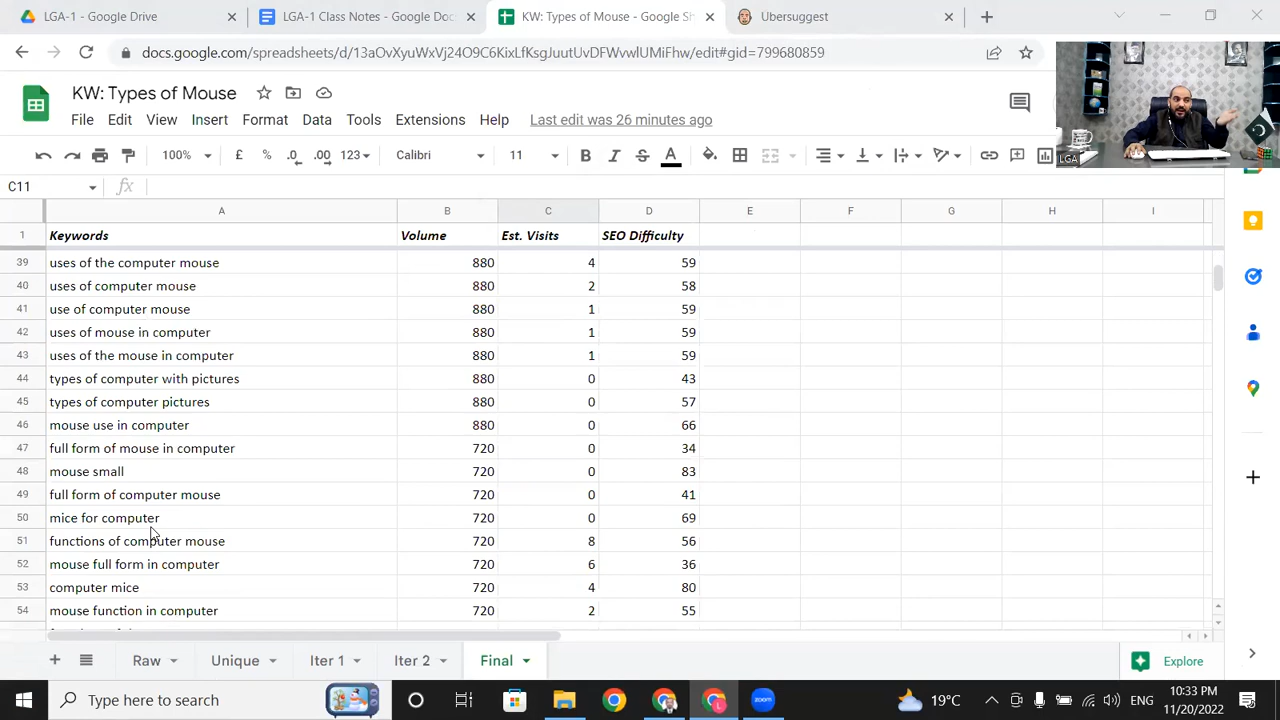 LGA-1 - Google Drive
LGA-1 Class Notes - Google Doc
KW: Types of Mouse - Google Sh
Ubersuggest
docs.google.com/spreadsheets/d/13aOvXyuWxVj24O9C6KixLfKsgJuutUvDFWvwlUMiFhw/edit#gid=799680859
KW: Types of Mouse
File Edit View Insert Format Data Tools Extensions Help Last edit was 26 minutes ago
100% £ % .0 .00 123 Calibri 11 B I S A
LGA
C11 fx
A B C D E F G H I
1 Keywords Volume Est. Visits SEO Difficulty
39 uses of the computer mouse 880 4 59
40 uses of computer mouse 880 2 58
41 use of computer mouse 880 1 59
42 uses of mouse in computer 880 1 59
43 uses of the mouse in computer 880 1 59
44 types of computer with pictures 880 0 43
45 types of computer pictures 880 0 57
46 mouse use in computer 880 0 66
47 full form of mouse in computer 720 0 34
48 mouse small 720 0 83
49 full form of computer mouse 720 0 41
50 mice for computer 720 0 69
51 functions of computer mouse 720 8 56
52 mouse full form in computer 720 6 36
53 computer mice 720 4 80
54 mouse function in computer 720 2 55
Raw Unique Iter 1 Iter 2 Final Explore
Type here to search
zoom
19°C
ENG
10:33 PM
11/20/2022